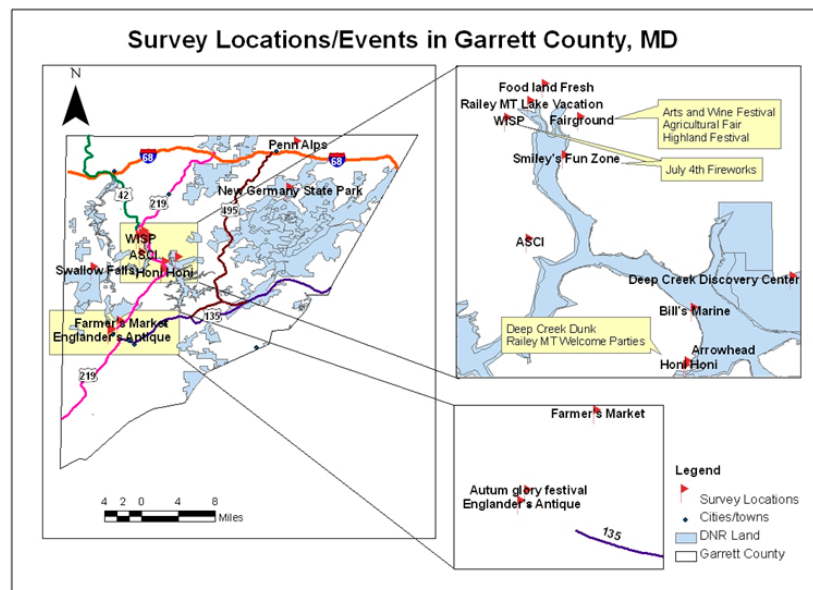 Survey Locations/Events in Garrett County, MD
N
68
Penn Alps
68
42
219
New Germany State Park
495
WISP
ASCI
Swallow Falls
Honi Honi
Farmer's Market
Englander's Antique
135
219
4 2 0 4 8
Miles
Food land Fresh
Railey MT Lake Vacation
WISP
Fairground
Arts and Wine Festival
Agricultural Fair
Highland Festival
Smiley's Fun Zone
July 4th Fireworks
ASCI
Deep Creek Discovery Center
Bill's Marine
Deep Creek Dunk
Railey MT Welcome Parties
Arrowhead
Honi Honi
Farmer's Market
Autum glory festival
Englander's Antique
135
Legend
Survey Locations
Cities/towns
DNR Land
Garrett County